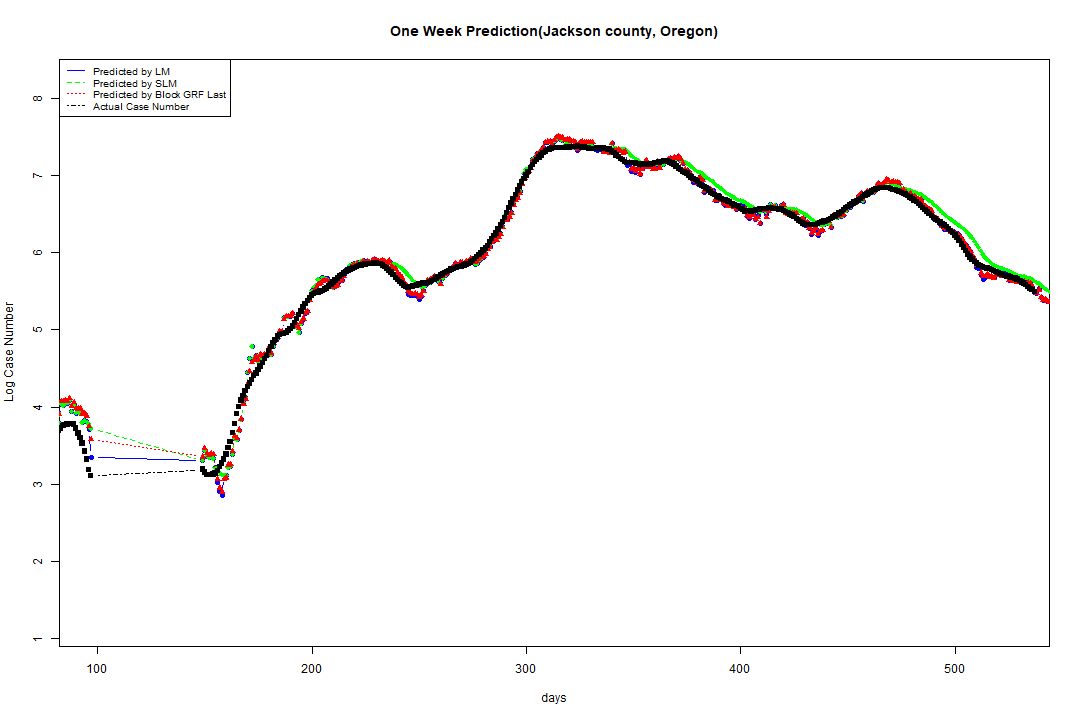 One Week Prediction(Jackson county, Oregon)
Predicted by LM
Predicted by SLM
Predicted by Block GRF Last
Actual Case Number
8
7
6
5
4
3
2
1
Log Case Number
100 200 300 400 500
days